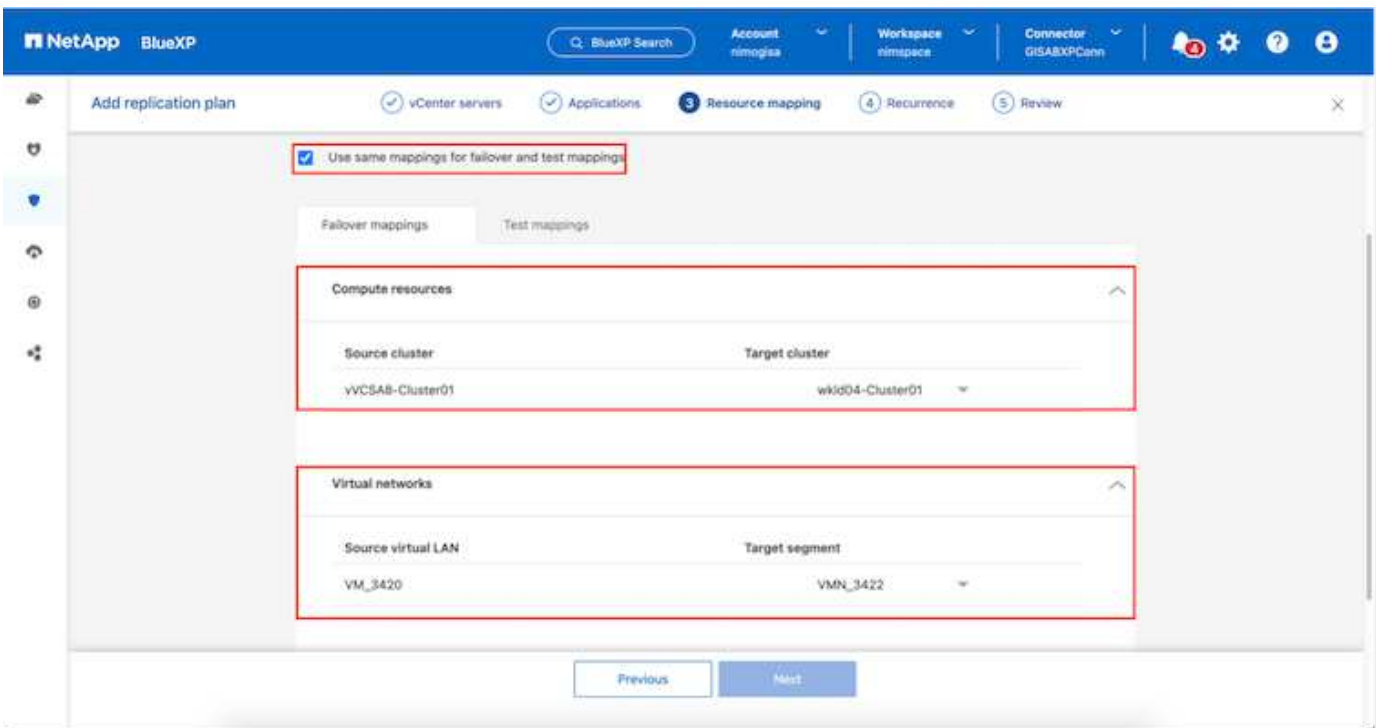 NetApp BlueXP
BlueXP Search
Account
nimogisa
Workspace
nimspace
Connector
GISABXPConn
4
Add replication plan
vCenter servers
Applications
3 Resource mapping
4 Recurrence
5 Review
Use same mappings for failover and test mappings
Failover mappings
Test mappings
Compute resources
Source cluster
Target cluster
vVCSA8-Cluster01
wkld04-Cluster01
Virtual networks
Source virtual LAN
Target segment
VM_3420
VMN_3422
Previous
Next